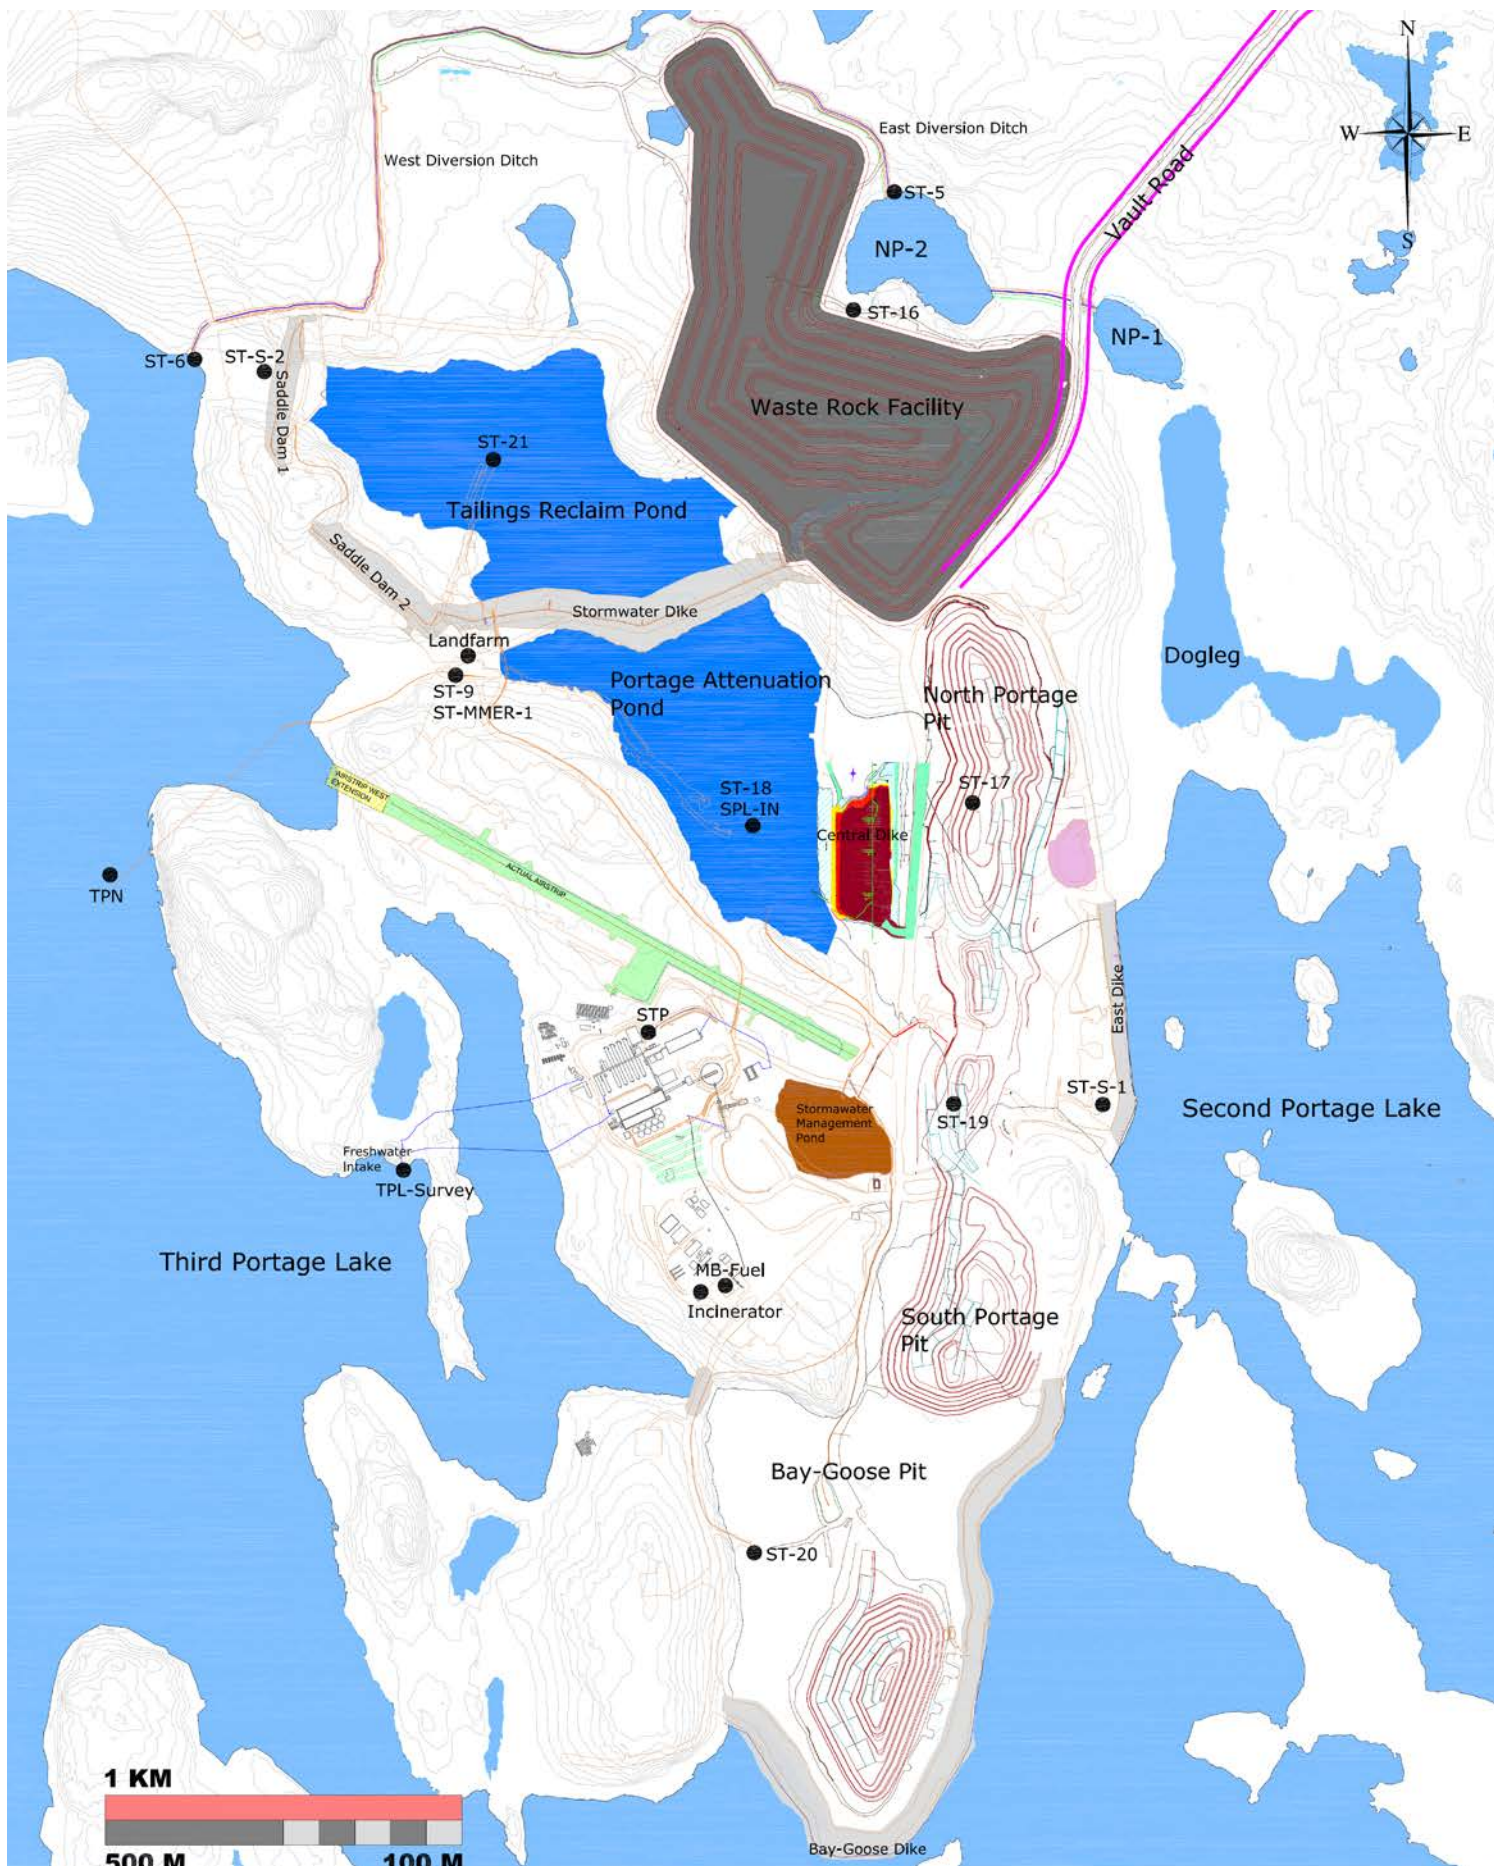 N
W
E
S
East Diversion Ditch
West Diversion Ditch
Vault Road
ST-5
NP-2
ST-16
NP-1
ST-6
ST-S-2
Saddle Dam 1
Waste Rock Facility
ST-21
Tailings Reclaim Pond
Saddle Dam 2
Stormwater Dike
Landfarm
ST-9
ST-MMER-1
Portage Attenuation
Pond
Dogleg
North Portage
Pit
AIRSTRIP WEST
EXTENSION
ST-18
SPL-IN
ST-17
Central Dike
ACTUAL AIRSTRIP
TPN
East Dike
STP
ST-S-1
Stormawater
Management
Pond
ST-19
Second Portage Lake
Freshwater
Intake
TPL-Survey
Third Portage Lake
MB-Fuel
Incinerator
South Portage
Pit
Bay-Goose Pit
ST-20
1 KM
Bay-Goose Dike
500 M
100 M